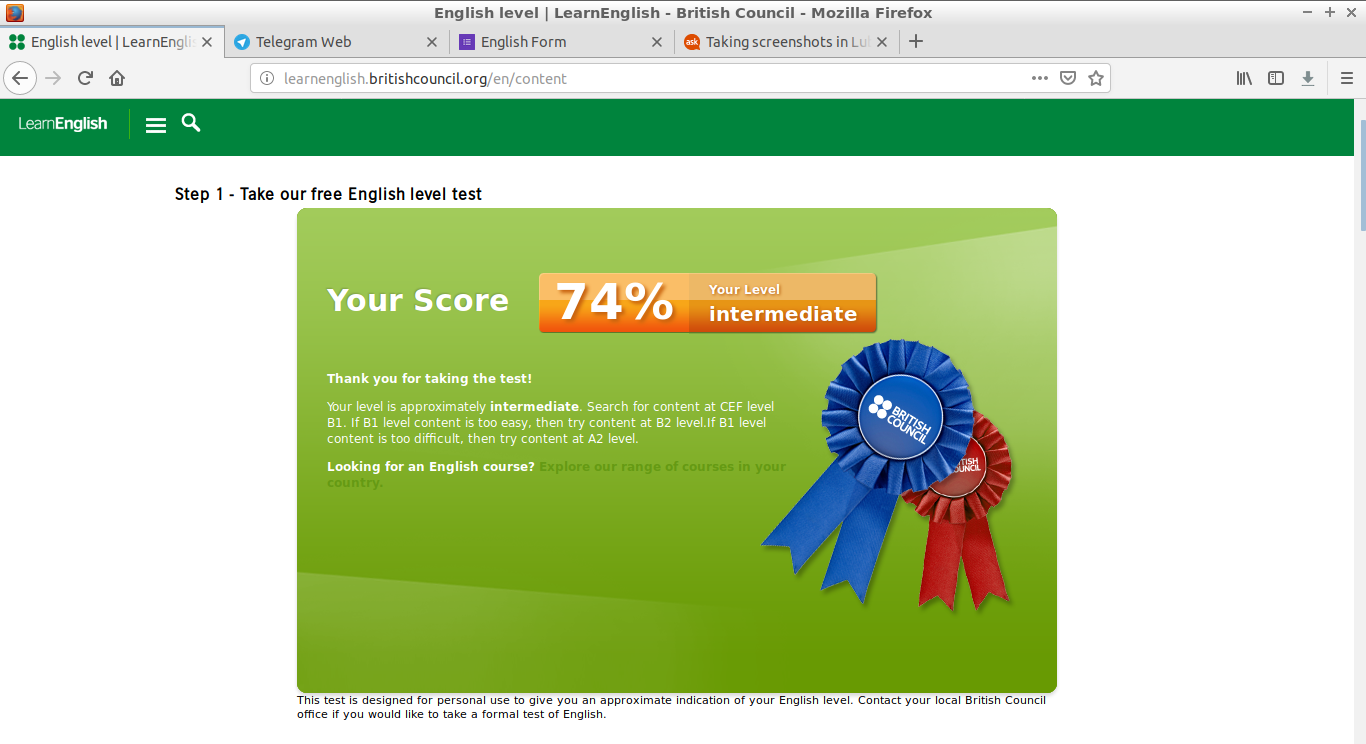 English level | LearnEnglish - British Council - Mozilla Firefox
English level | LearnEnglis
Telegram Web
English Form
ask
Taking screenshots in Lu
learnenglish.britishcouncil.org/en/content
LearnEnglish
Step 1 - Take our free English level test
Your Score
74%
Your Level
intermediate
Thank you for taking the test!
Your level is approximately intermediate. Search for content at CEF level
B1. If B1 level content is too easy, then try content at B2 level.If B1 level
content is too difficult, then try content at A2 level.
Looking for an English course? Explore our range of courses in your
country.
BRITISH
COUNCIL
TISH
OUNCIL
This test is designed for personal use to give you an approximate indication of your English level. Contact your local British Council
office if you would like to take a formal test of English.